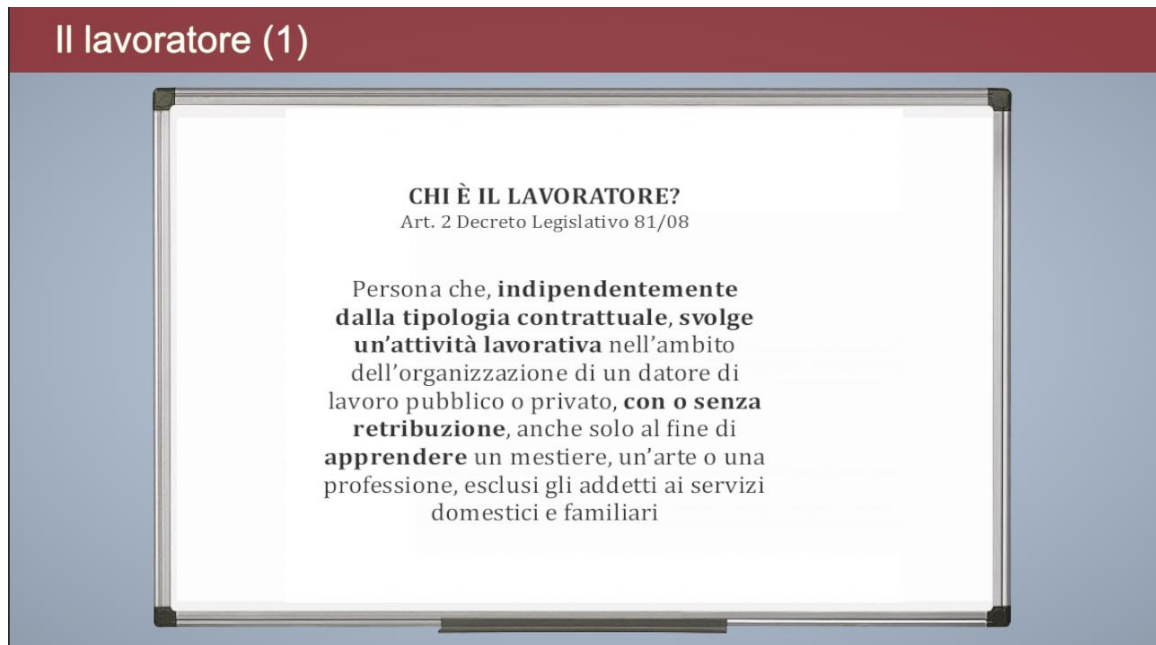 Il lavoratore (1)
CHI È IL LAVORATORE?
Art. 2 Decreto Legislativo 81/08
Persona che, indipendentemente
dalla tipologia contrattuale, svolge
un’attività lavorativa nell’ambito
dell’organizzazione di un datore di
lavoro pubblico o privato, con o senza
retribuzione, anche solo al fine di
apprendere un mestiere, un’arte o una
professione, esclusi gli addetti ai servizi
domestici e familiari